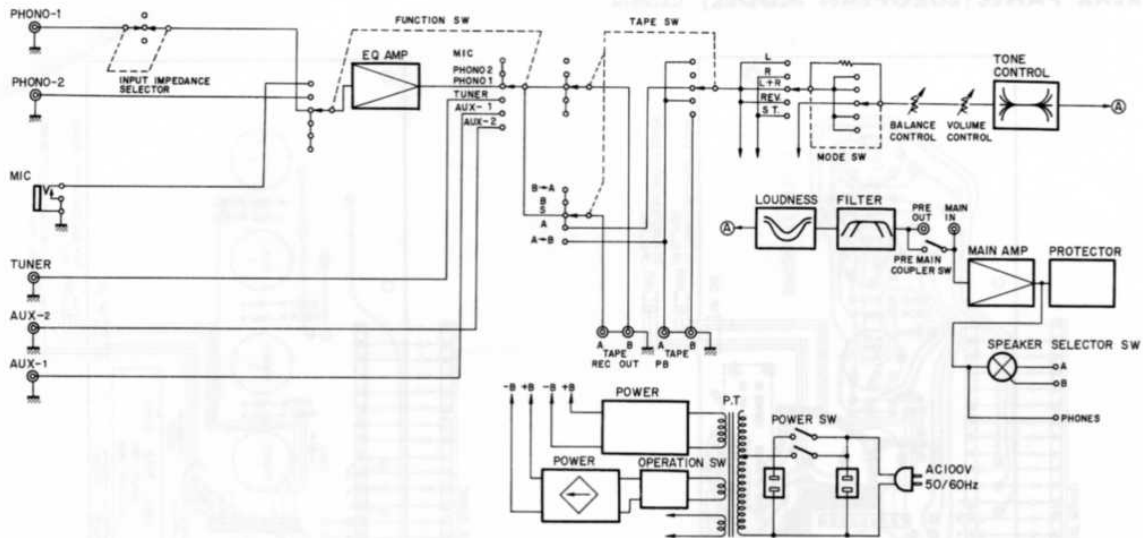 PHONO-1
FUNCTION SW
TAPE SW
EQ AMP
MIC
PHONO 2
PHONO 1
TUNER
AUX-1
AUX-2
INPUT IMPEDANCE
SELECTOR
PHONO-2
L
R
L+R
REV.
ST.
MODE SW
BALANCE
CONTROL
VOLUME
CONTROL
TONE
CONTROL
A
MIC
B→A
B
S
A
A→B
A
LOUDNESS
FILTER
PRE
OUT
MAIN
IN
PRE MAIN
COUPLER SW
MAIN AMP
PROTECTOR
TUNER
AUX-2
AUX-1
A
B
TAPE
REC OUT
A
B
TAPE
PB
SPEAKER SELECTOR SW
A
B
PHONES
-B +B -B +B
POWER
P.T
POWER SW
POWER
OPERATION SW
AC100V
50/60Hz